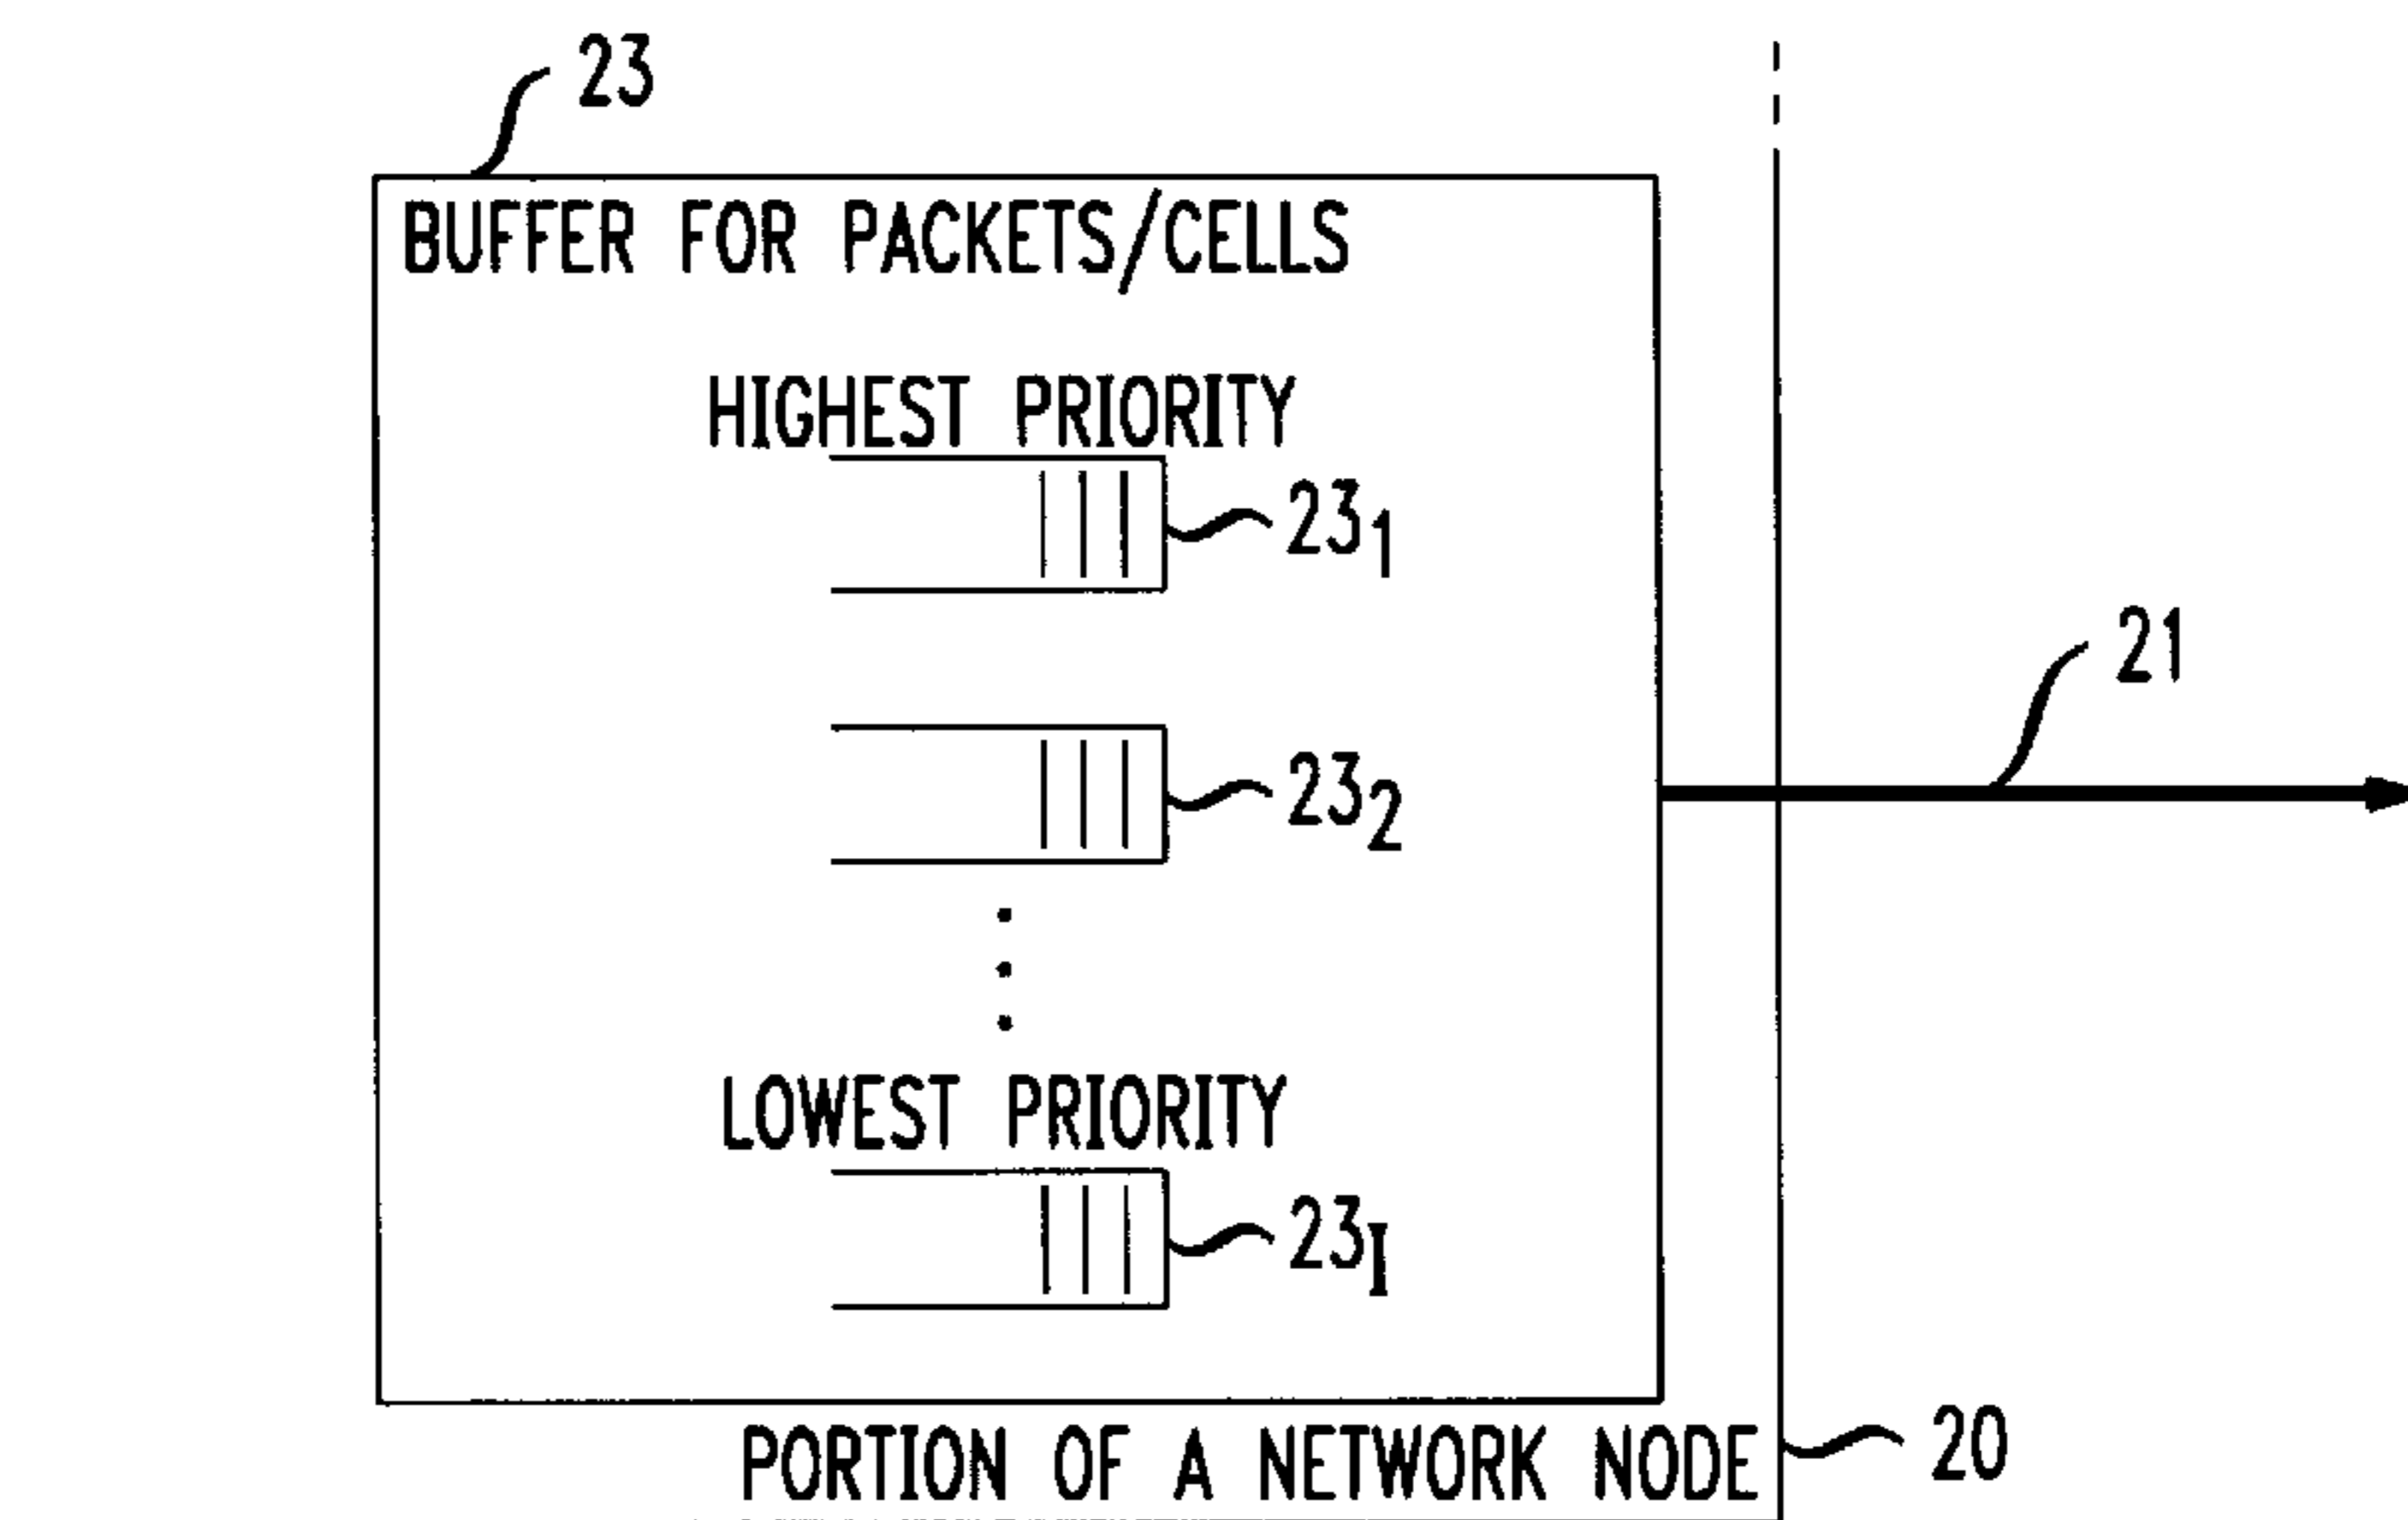 23
BUFFER FOR PACKETS/CELLS
HIGHEST PRIORITY
23₁
21
23₂
LOWEST PRIORITY
23I
PORTION OF A NETWORK NODE
20